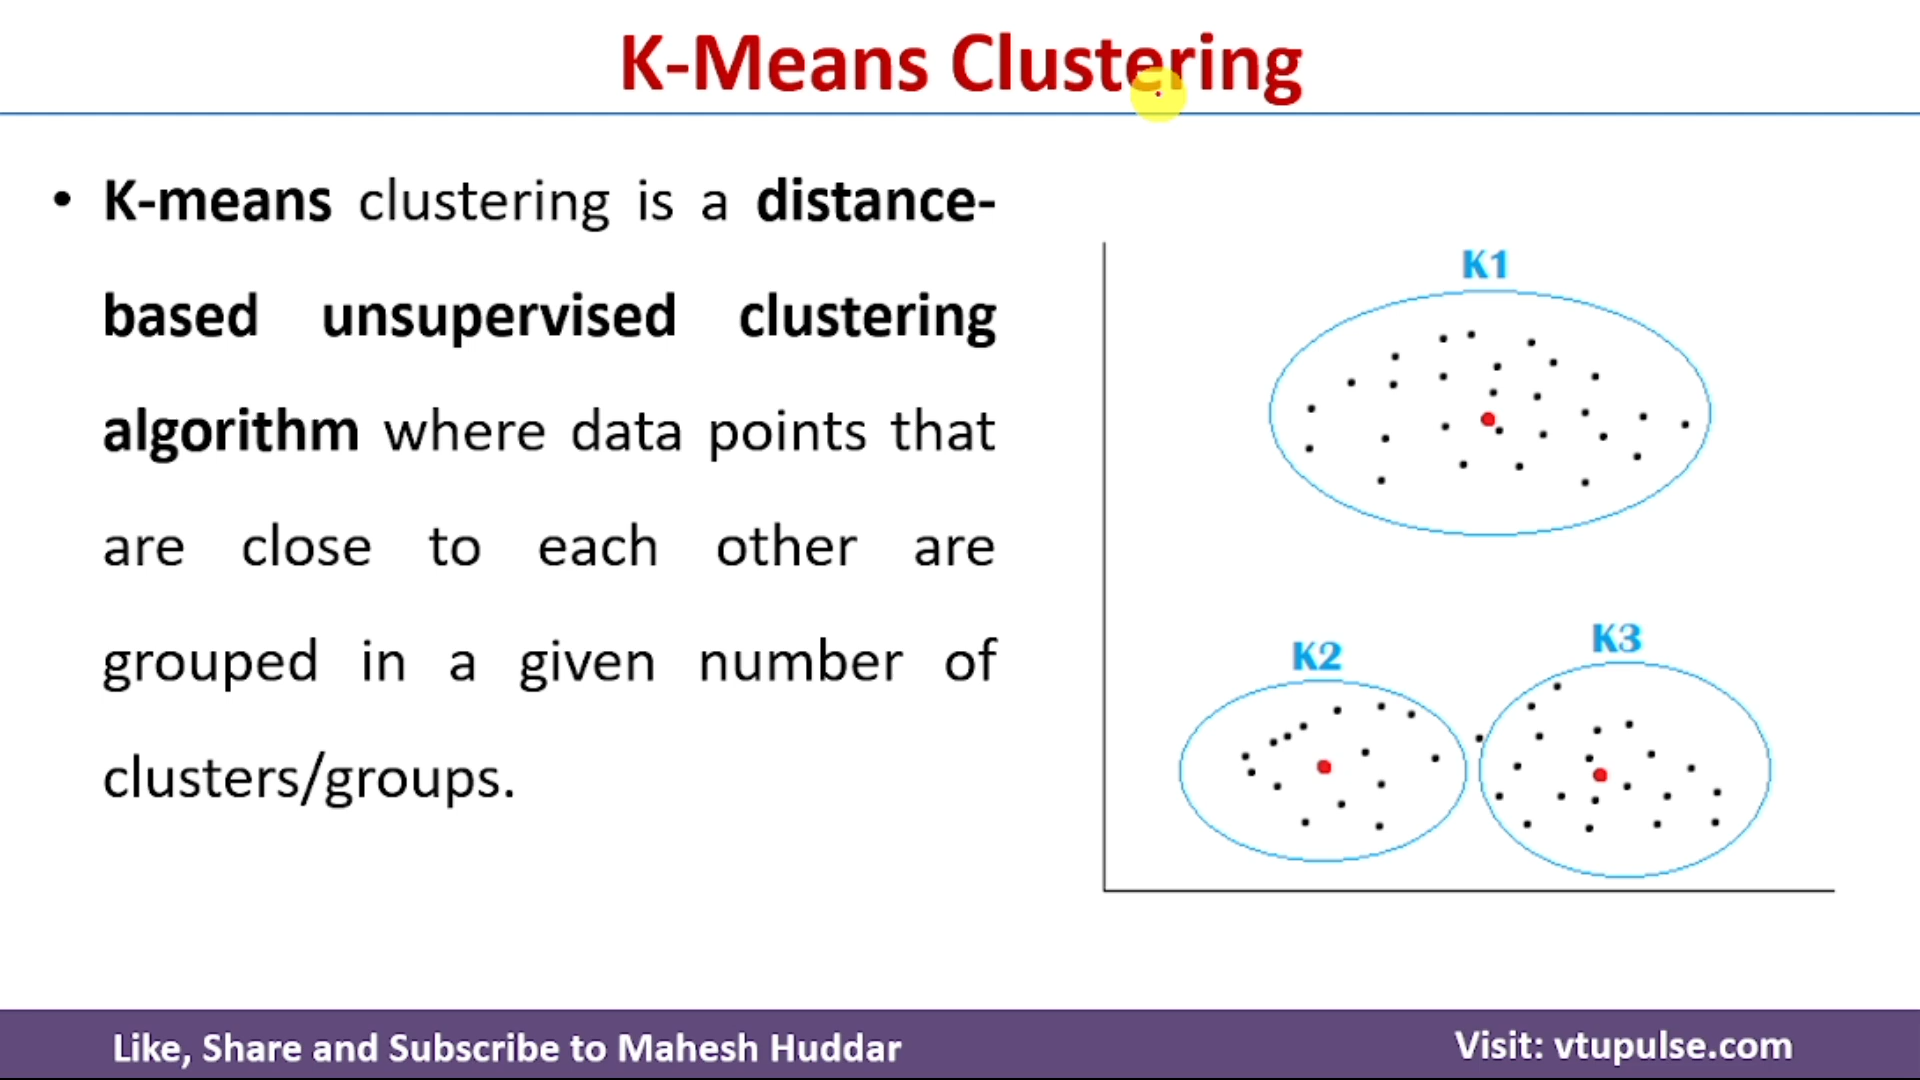 K-Means Clustering
• K-means clustering is a distance-
based unsupervised clustering
algorithm where data points that
are close to each other are
grouped in a given number of
clusters/groups.
K1
K2
K3
Like, Share and Subscribe to Mahesh Huddar
Visit: vtupulse.com